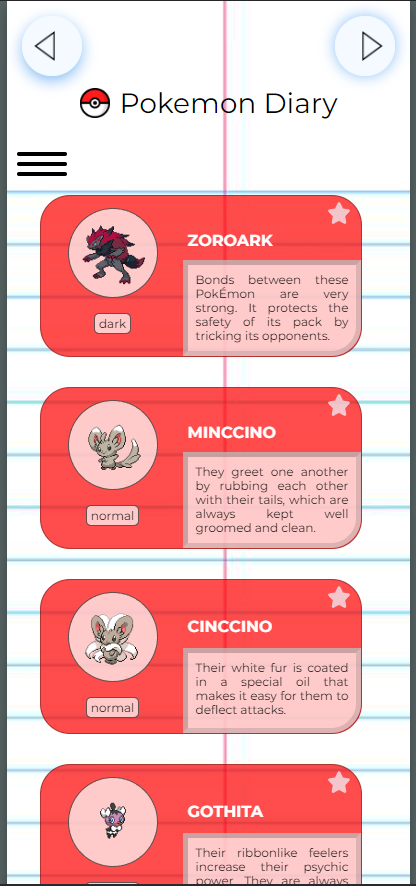 Pokemon Diary
ZOROARK
Bonds between these
PokÉmon are very
strong. It protects the
safety of its pack by
tricking its opponents.
dark
MINCCINO
They greet one another
by rubbing each other
with their tails, which are
always kept well
groomed and clean.
normal
CINCCINO
Their white fur is coated
in a special oil that
makes it easy for them to
deflect attacks.
normal
GOTHITA
Their ribbonlike feelers
increase their psychic
power. They are always